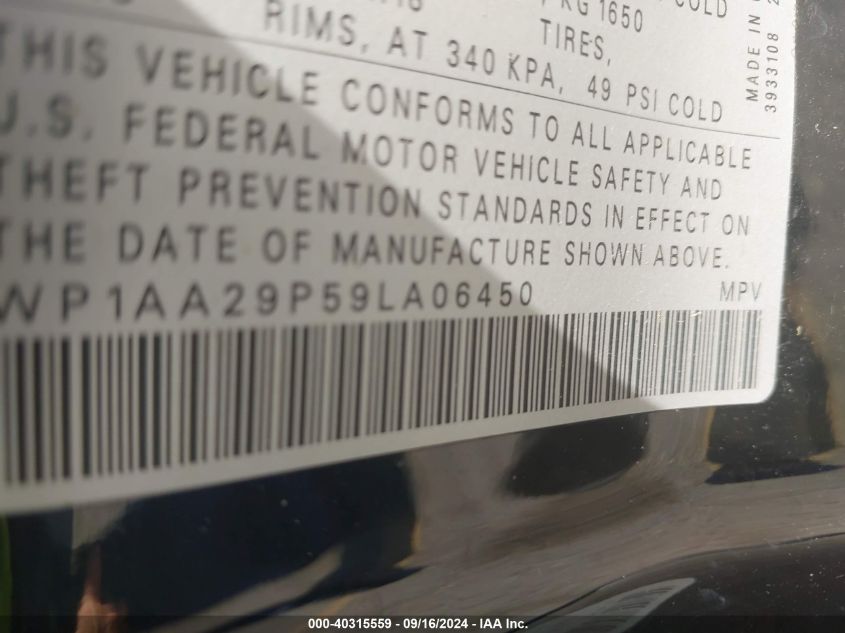 KG 1650 COLD
RIMS, AT 340 KPA, 49 PSI COLD
TIRES,
MADE IN
3933108
THIS VEHICLE CONFORMS TO ALL APPLICABLE
U.S. FEDERAL MOTOR VEHICLE SAFETY AND
THEFT PREVENTION STANDARDS IN EFFECT ON
THE DATE OF MANUFACTURE SHOWN ABOVE.
WP1AA29P59LA06450 MPV
000-40315559 - 09/16/2024 - IAA Inc.